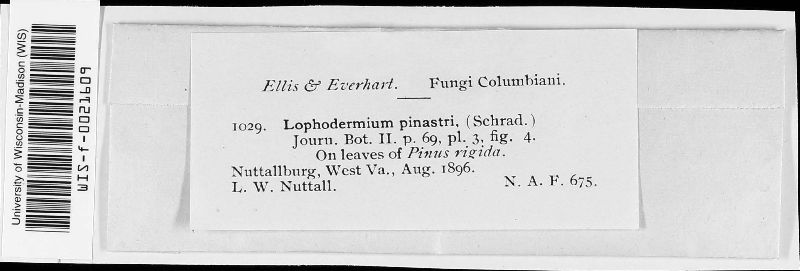 University of Wisconsin-Madison (WIS)
WIS-f-0021609
Ellis & Everhart. Fungi Columbiani.
1029. Lophodermium pinastri, (Schrad.)
Journ. Bot. II. p. 69, pl. 3, fig. 4.
On leaves of Pinus rigida.
Nuttallburg, West Va., Aug. 1896.
L. W. Nuttall. N. A. F. 675.